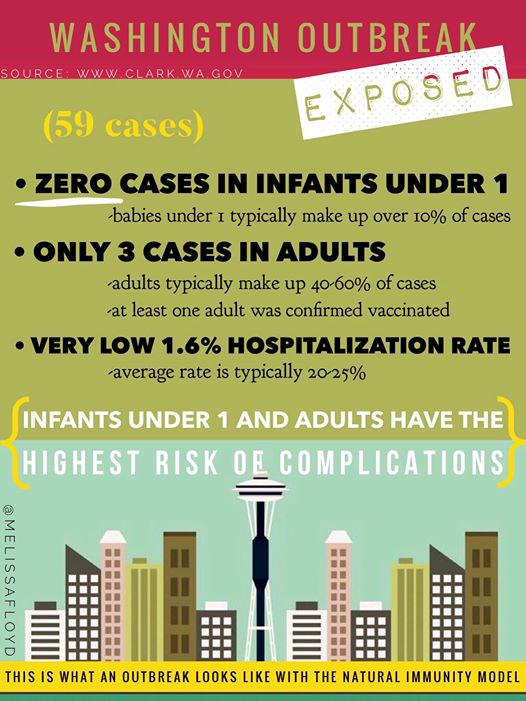 WASHINGTON OUTBREAK
SOURCE: WWW.CLARK.WA.GOV
EXPOSED
(59 cases)
• ZERO CASES IN INFANTS UNDER 1
-babies under 1 typically make up over 10% of cases
• ONLY 3 CASES IN ADULTS
-adults typically make up 40-60% of cases
-at least one adult was confirmed vaccinated
• VERY LOW 1.6% HOSPITALIZATION RATE
-average rate is typically 20-25%
{INFANTS UNDER 1 AND ADULTS HAVE THE
HIGHEST RISK OF COMPLICATIONS}
@MELISSAFLOYD
THIS IS WHAT AN OUTBREAK LOOKS LIKE WITH THE NATURAL IMMUNITY MODEL